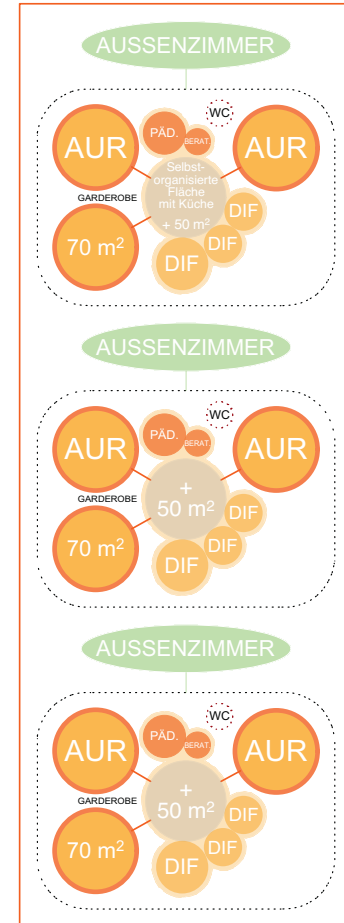 AUSSENZIMMER
WC
PÄD.
BERAT.
AUR
AUR
Selbst-
organisierte
Fläche
mit Küche
+ 50 m²
GARDEROBE
DIF
DIF
DIF
70 m²
AUSSENZIMMER
WC
PÄD.
BERAT.
AUR
AUR
+
50 m²
GARDEROBE
DIF
DIF
DIF
70 m²
AUSSENZIMMER
WC
PÄD.
BERAT.
AUR
AUR
+
50 m²
GARDEROBE
DIF
DIF
DIF
70 m²